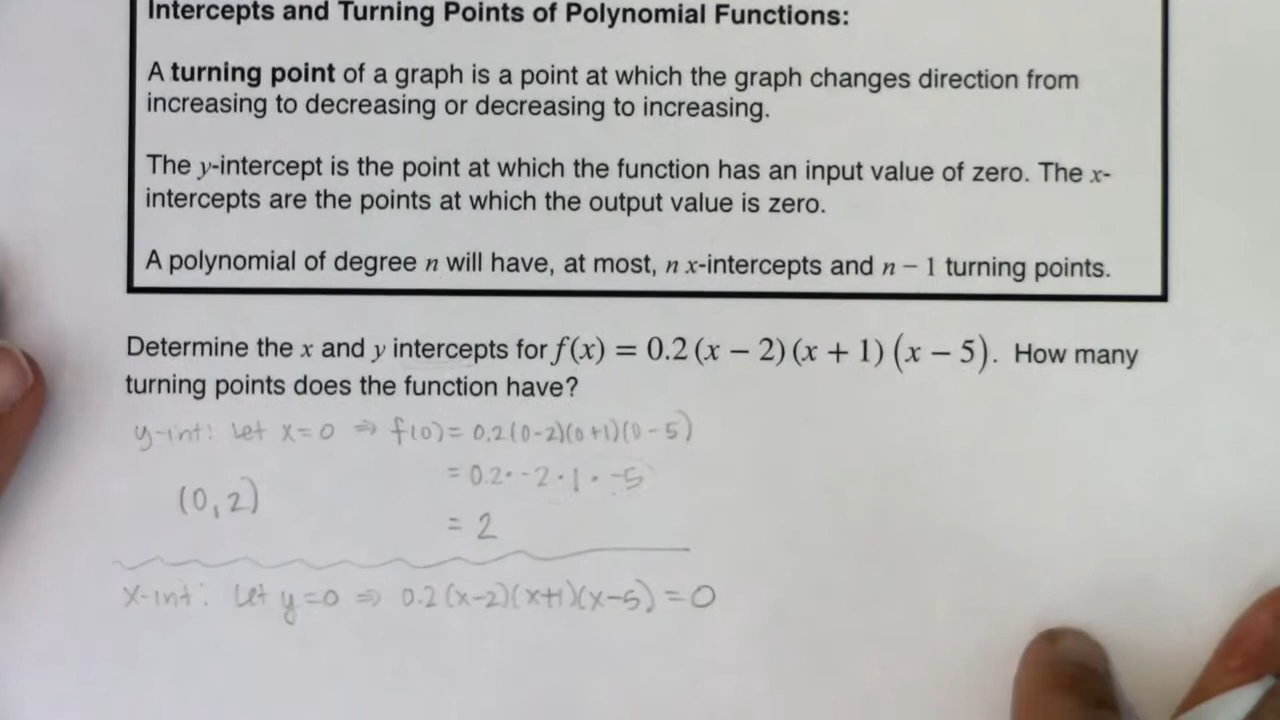 Intercepts and Turning Points of Polynomial Functions:
A turning point of a graph is a point at which the graph changes direction from
increasing to decreasing or decreasing to increasing.
The y-intercept is the point at which the function has an input value of zero. The x-
intercepts are the points at which the output value is zero.
A polynomial of degree n will have, at most, n x-intercepts and n − 1 turning points.
Determine the x and y intercepts for f(x) = 0.2 (x − 2) (x + 1) (x − 5). How many
turning points does the function have?
y-int: Let x=0 ⇒ f(0) = 0.2(0-2)(0+1)(0-5)
= 0.2 · -2 · 1 · -5
(0,2)
= 2
x-int: Let y=0 ⇒ 0.2(x-2)(x+1)(x-5) = 0